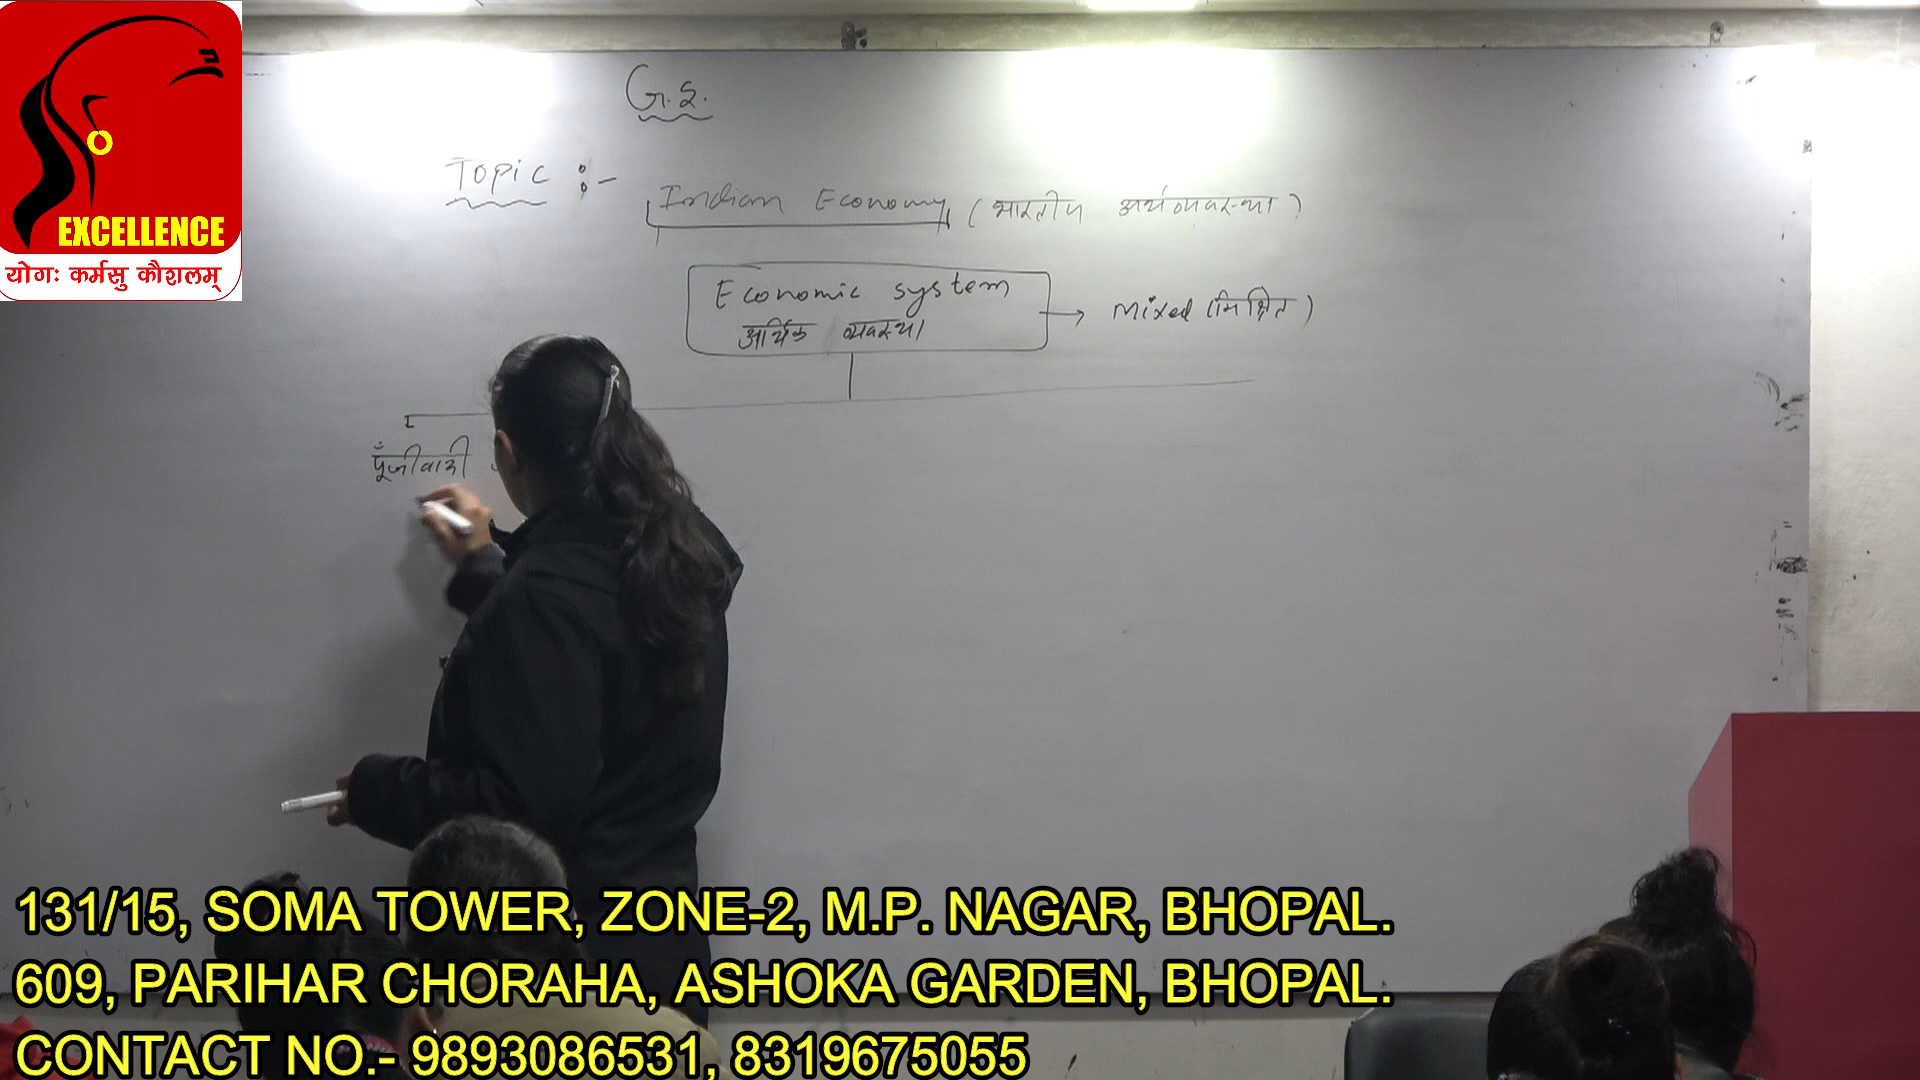 EXCELLENCE
योगः कर्मसु कौशलम्
G.S.
Topic :-
Indian Economy (भारतीय अर्थव्यवस्था)
Economic system
आर्थिक व्यवस्था
→ Mixed (मिश्रित)
पूँजीवादी
131/15, SOMA TOWER, ZONE-2, M.P. NAGAR, BHOPAL.
609, PARIHAR CHORAHA, ASHOKA GARDEN, BHOPAL.
CONTACT NO.- 9893086531, 8319675055